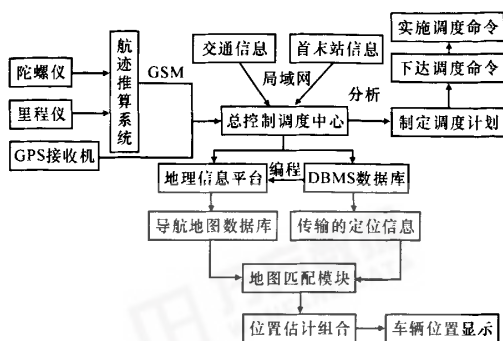 交通信息
首末站信息
实施调度命令
陀螺仪
航迹推算系统
GSM
局域网
分析
下达调度命令
里程仪
总控制调度中心
制定调度计划
GPS接收机
地理信息平台
编程
DBMS数据库
导航地图数据库
传输的定位信息
地图匹配模块
位置估计组合
车辆位置显示